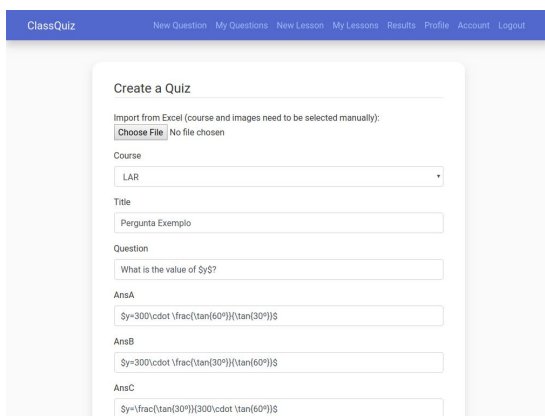 ClassQuiz New Question My Questions New Lesson My Lessons Results Profile Account Logout
Create a Quiz
Import from Excel (course and images need to be selected manually):
Choose File No file chosen
Course
LAR
Title
Pergunta Exemplo
Question
What is the value of $y$?
AnsA
$y=300\cdot \frac{\tan{60º}}{\tan{30º}}$
AnsB
$y=300\cdot \frac{\tan{30º}}{\tan{60º}}$
AnsC
$y=\frac{\tan{30º}}{300\cdot \tan{60º}}$